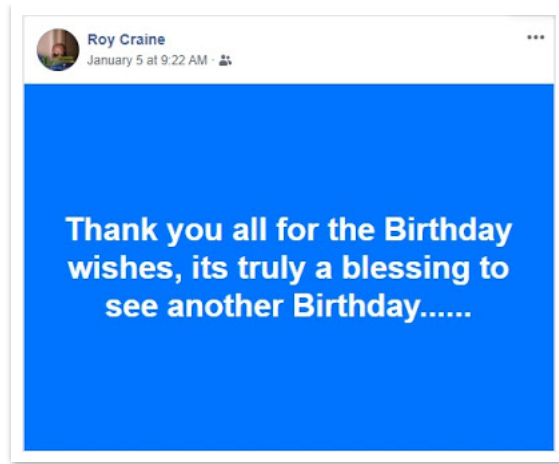 Roy Craine
January 5 at 9:22 AM ·
Thank you all for the Birthday
wishes, its truly a blessing to
see another Birthday......